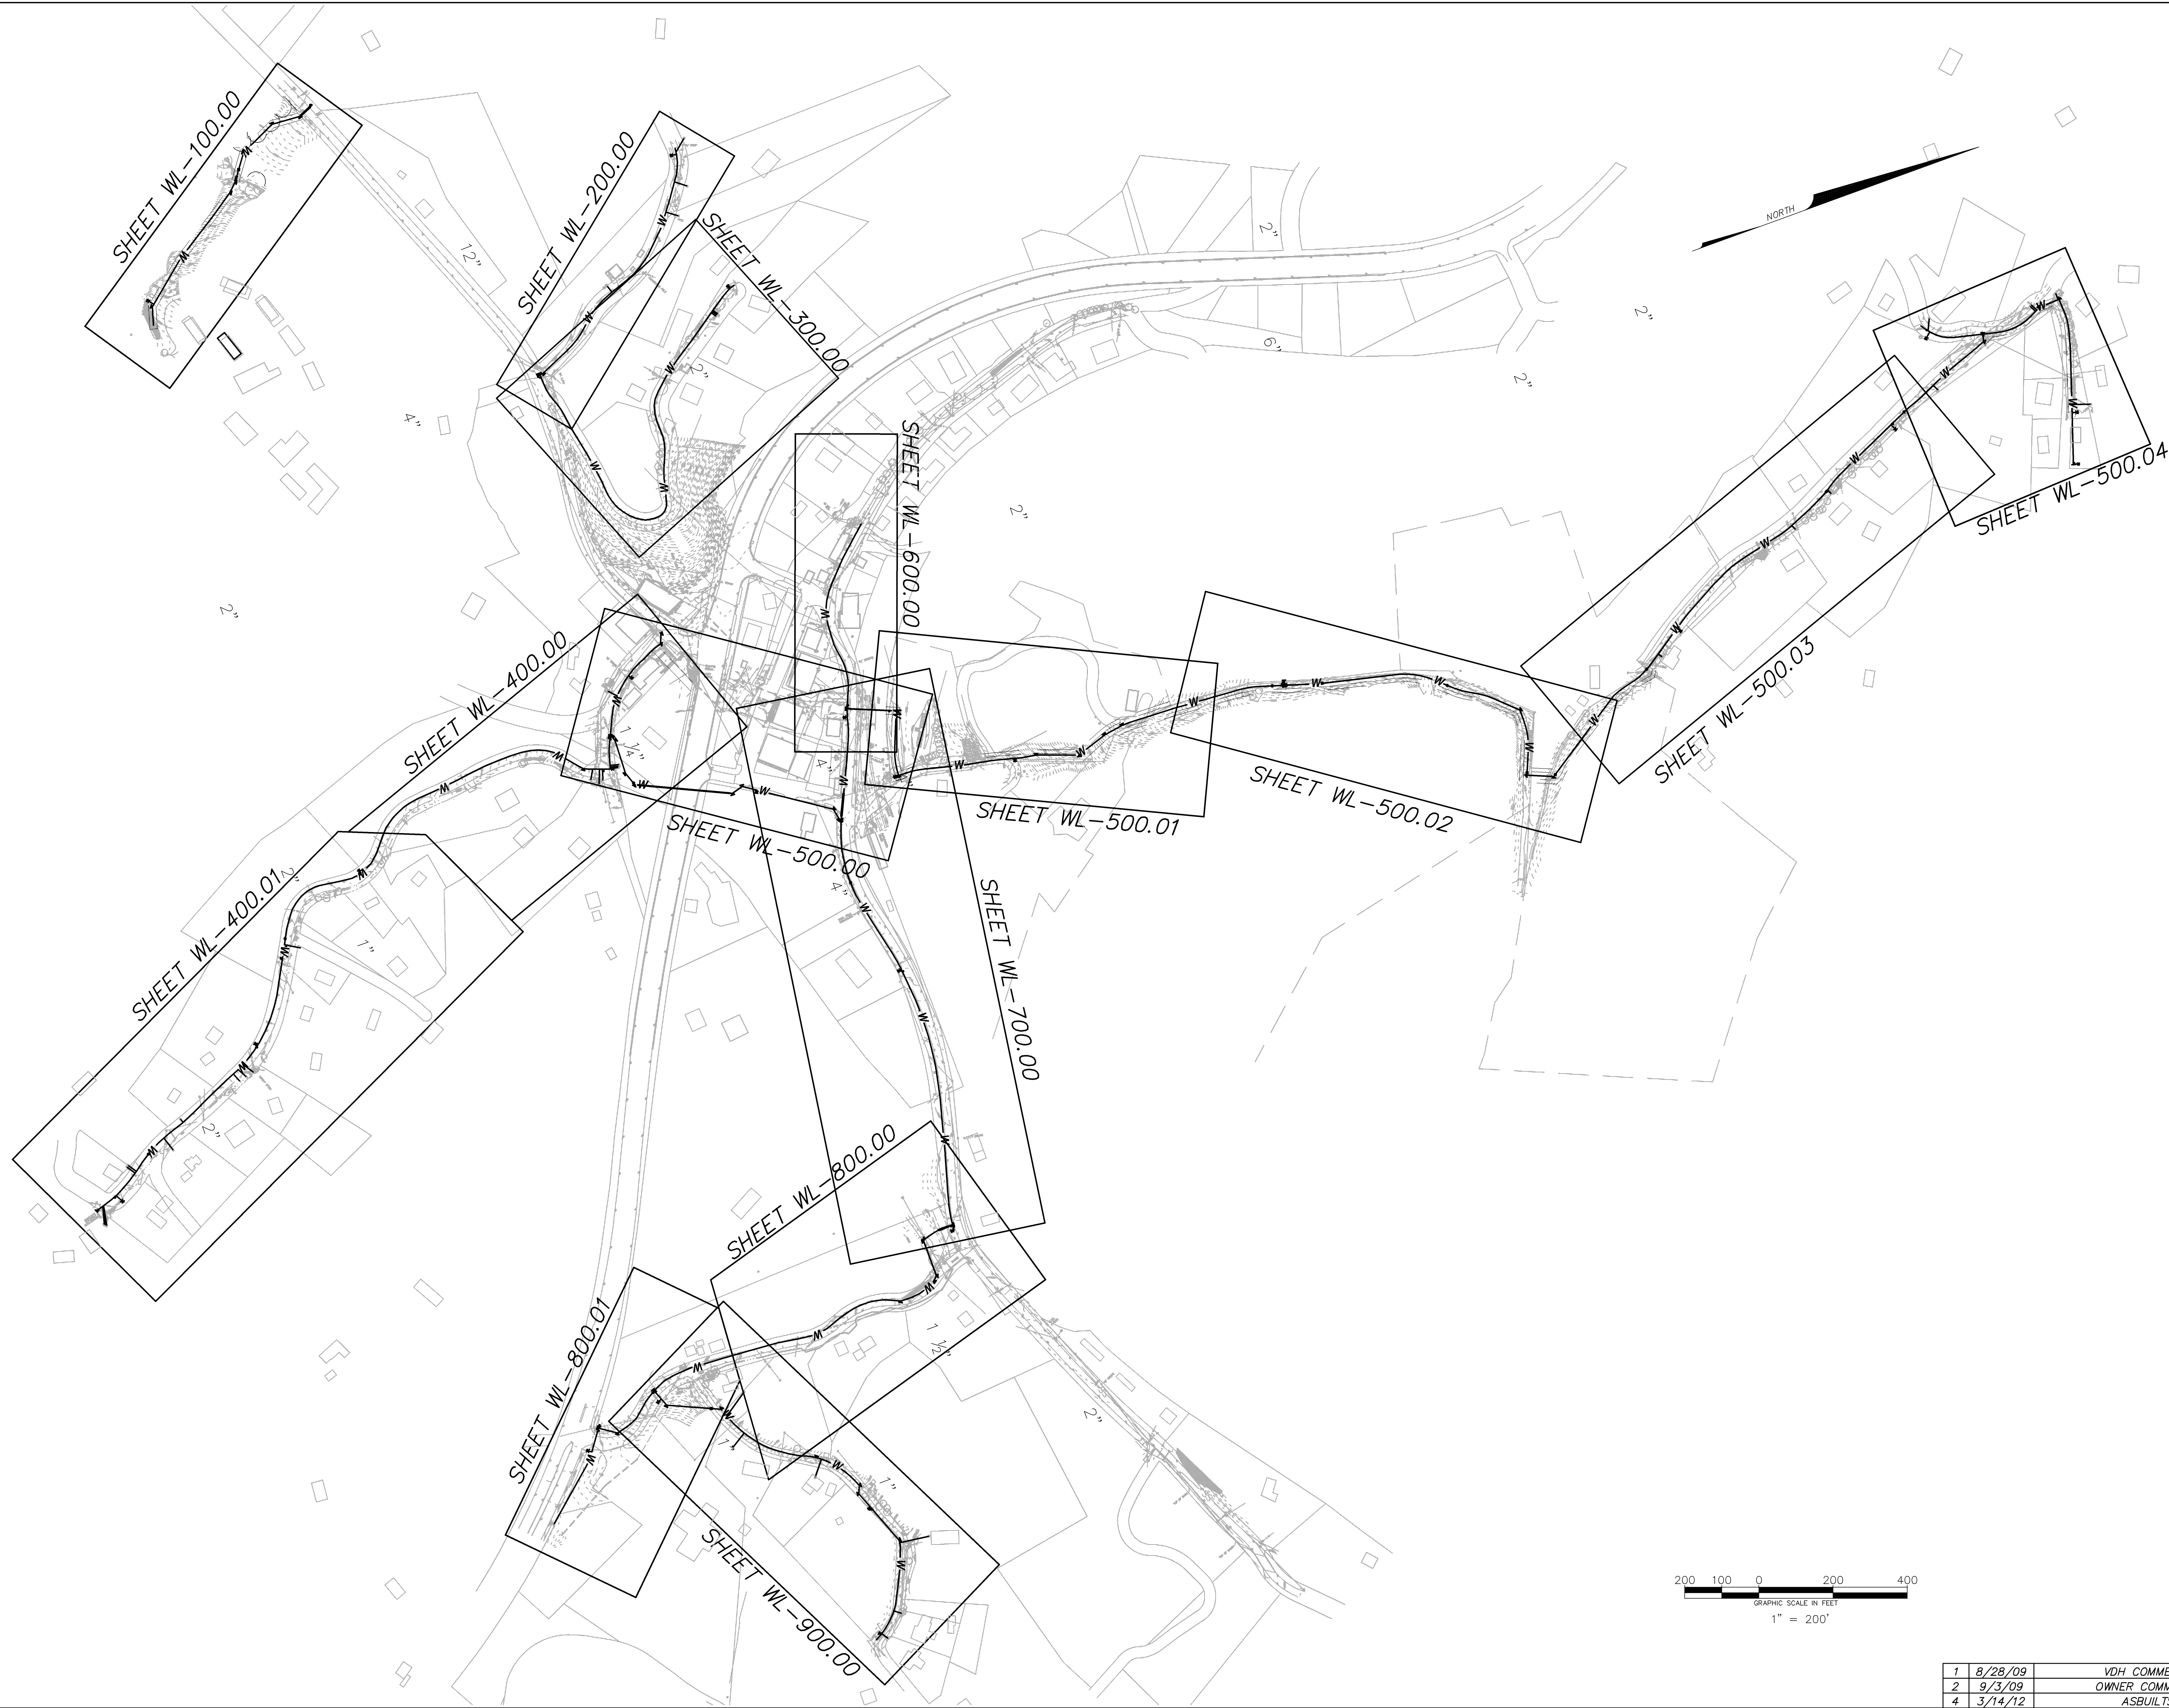 SHEET WL-100.00
SHEET WL-200.00
SHEET WL-300.00
NORTH
12"
2"
2"
2"
6"
2"
4"
2"
2"
SHEET WL-500.04
SHEET WL-600.00
SHEET WL-400.00
SHEET WL-500.03
1 1/4"
4"
SHEET WL-500.00
SHEET WL-500.01
SHEET WL-500.02
4"
2"
SHEET WL-400.01
1"
SHEET WL-700.00
2"
SHEET WL-800.00
SHEET WL-800.01
1 1/2"
2"
1"
1"
SHEET WL-900.00
200 100 0 200 400
GRAPHIC SCALE IN FEET
1" = 200'
1 8/28/09 VDH COMME
2 9/3/09 OWNER COMM
4 3/14/12 ASBUILT